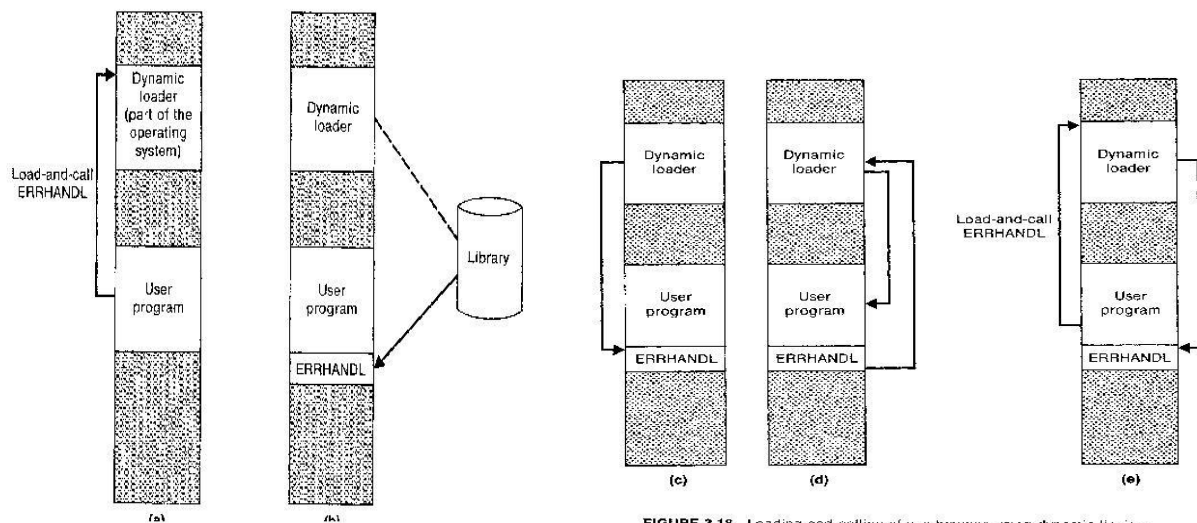 Dynamic
loader
(part of the
operating
system)
Load-and-call
ERRHANDL
User
program
(a)
Dynamic
loader
User
program
ERRHANDL
(b)
Library
Dynamic
loader
User
program
ERRHANDL
(c)
Dynamic
loader
User
program
ERRHANDL
(d)
Load-and-call
ERRHANDL
Dynamic
loader
User
program
ERRHANDL
(e)
FIGURE 3.18 Loading and calling of
using dynamic